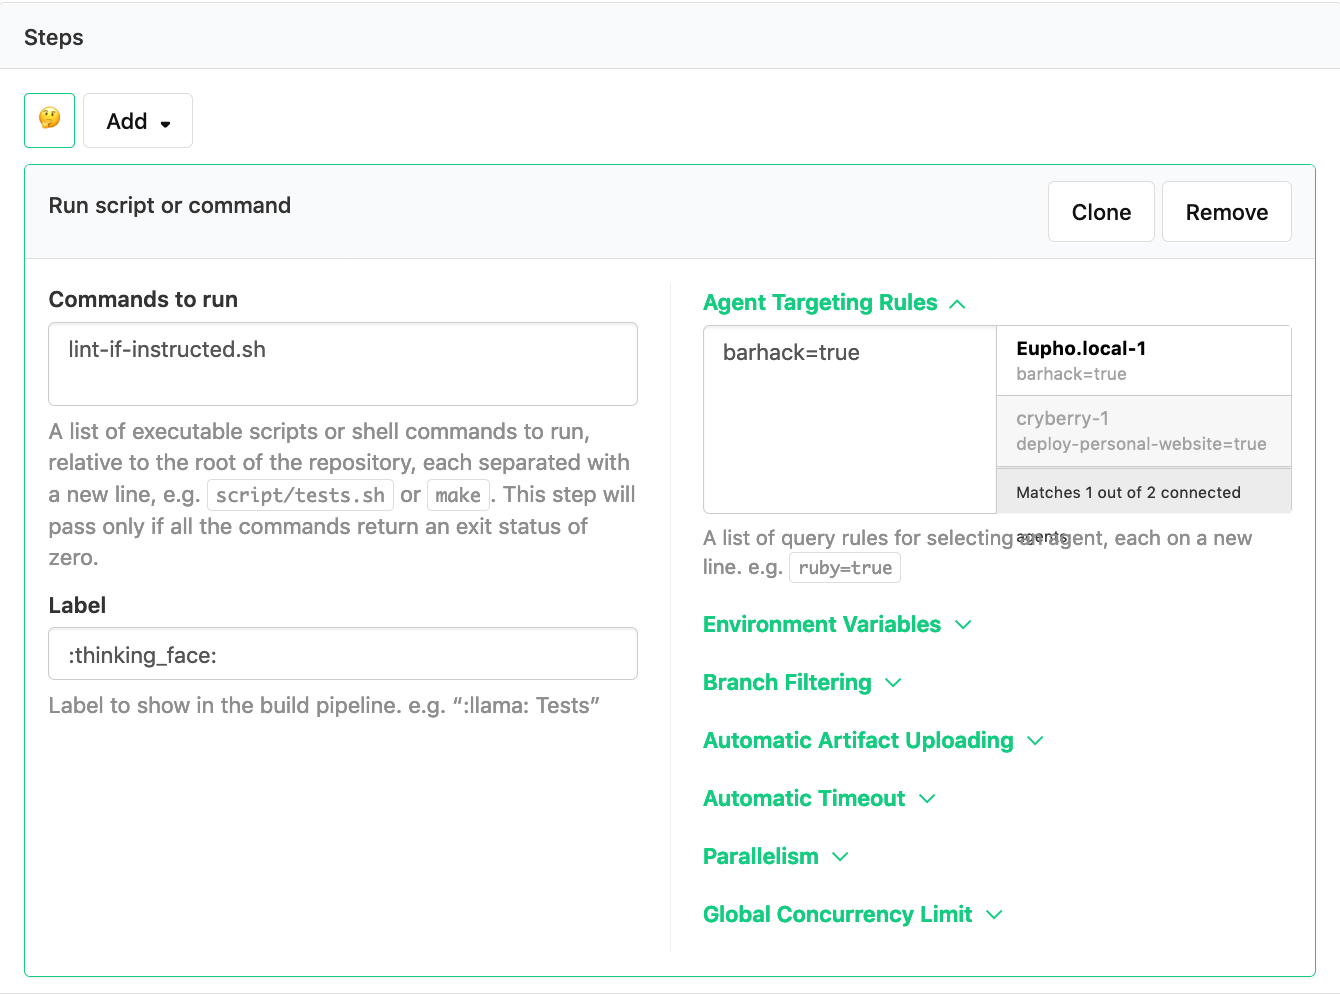 Steps
Add
Run script or command
Clone
Remove
Commands to run
lint-if-instructed.sh
A list of executable scripts or shell commands to run,
relative to the root of the repository, each separated with
a new line, e.g. script/tests.sh or make. This step will
pass only if all the commands return an exit status of
zero.
Label
:thinking_face:
Label to show in the build pipeline. e.g. “:llama: Tests”
Agent Targeting Rules
barhack=true
Eupho.local-1
barhack=true
cryberry-1
deploy-personal-website=true
Matches 1 out of 2 connected
agents
A list of query rules for selecting an agent, each on a new
line. e.g. ruby=true
Environment Variables
Branch Filtering
Automatic Artifact Uploading
Automatic Timeout
Parallelism
Global Concurrency Limit